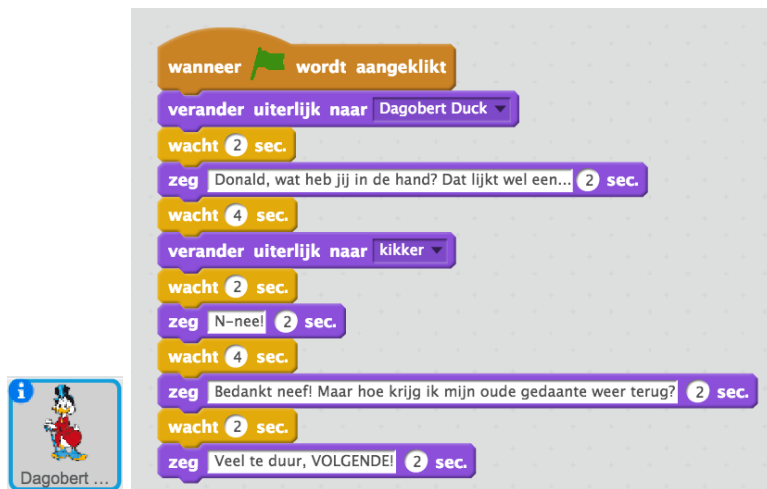 wanneer wordt aangeklikt
verander uiterlijk naar Dagobert Duck
wacht 2 sec.
zeg Donald, wat heb jij in de hand? Dat lijkt wel een... 2 sec.
wacht 4 sec.
verander uiterlijk naar kikker
wacht 2 sec.
zeg N-nee! 2 sec.
wacht 4 sec.
zeg Bedankt neef! Maar hoe krijg ik mijn oude gedaante weer terug? 2 sec.
wacht 2 sec.
zeg Veel te duur, VOLGENDE! 2 sec.
i
Dagobert ...